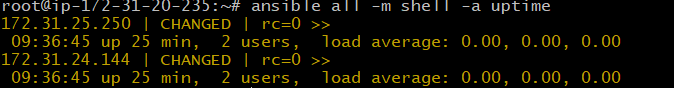 root@ip-172-31-20-235:~# ansible all -m shell -a uptime
172.31.25.250 | CHANGED | rc=0 >>
 09:36:45 up 25 min,  2 users,  load average: 0.00, 0.00, 0.00
172.31.24.144 | CHANGED | rc=0 >>
 09:36:45 up 25 min,  2 users,  load average: 0.00, 0.00, 0.00